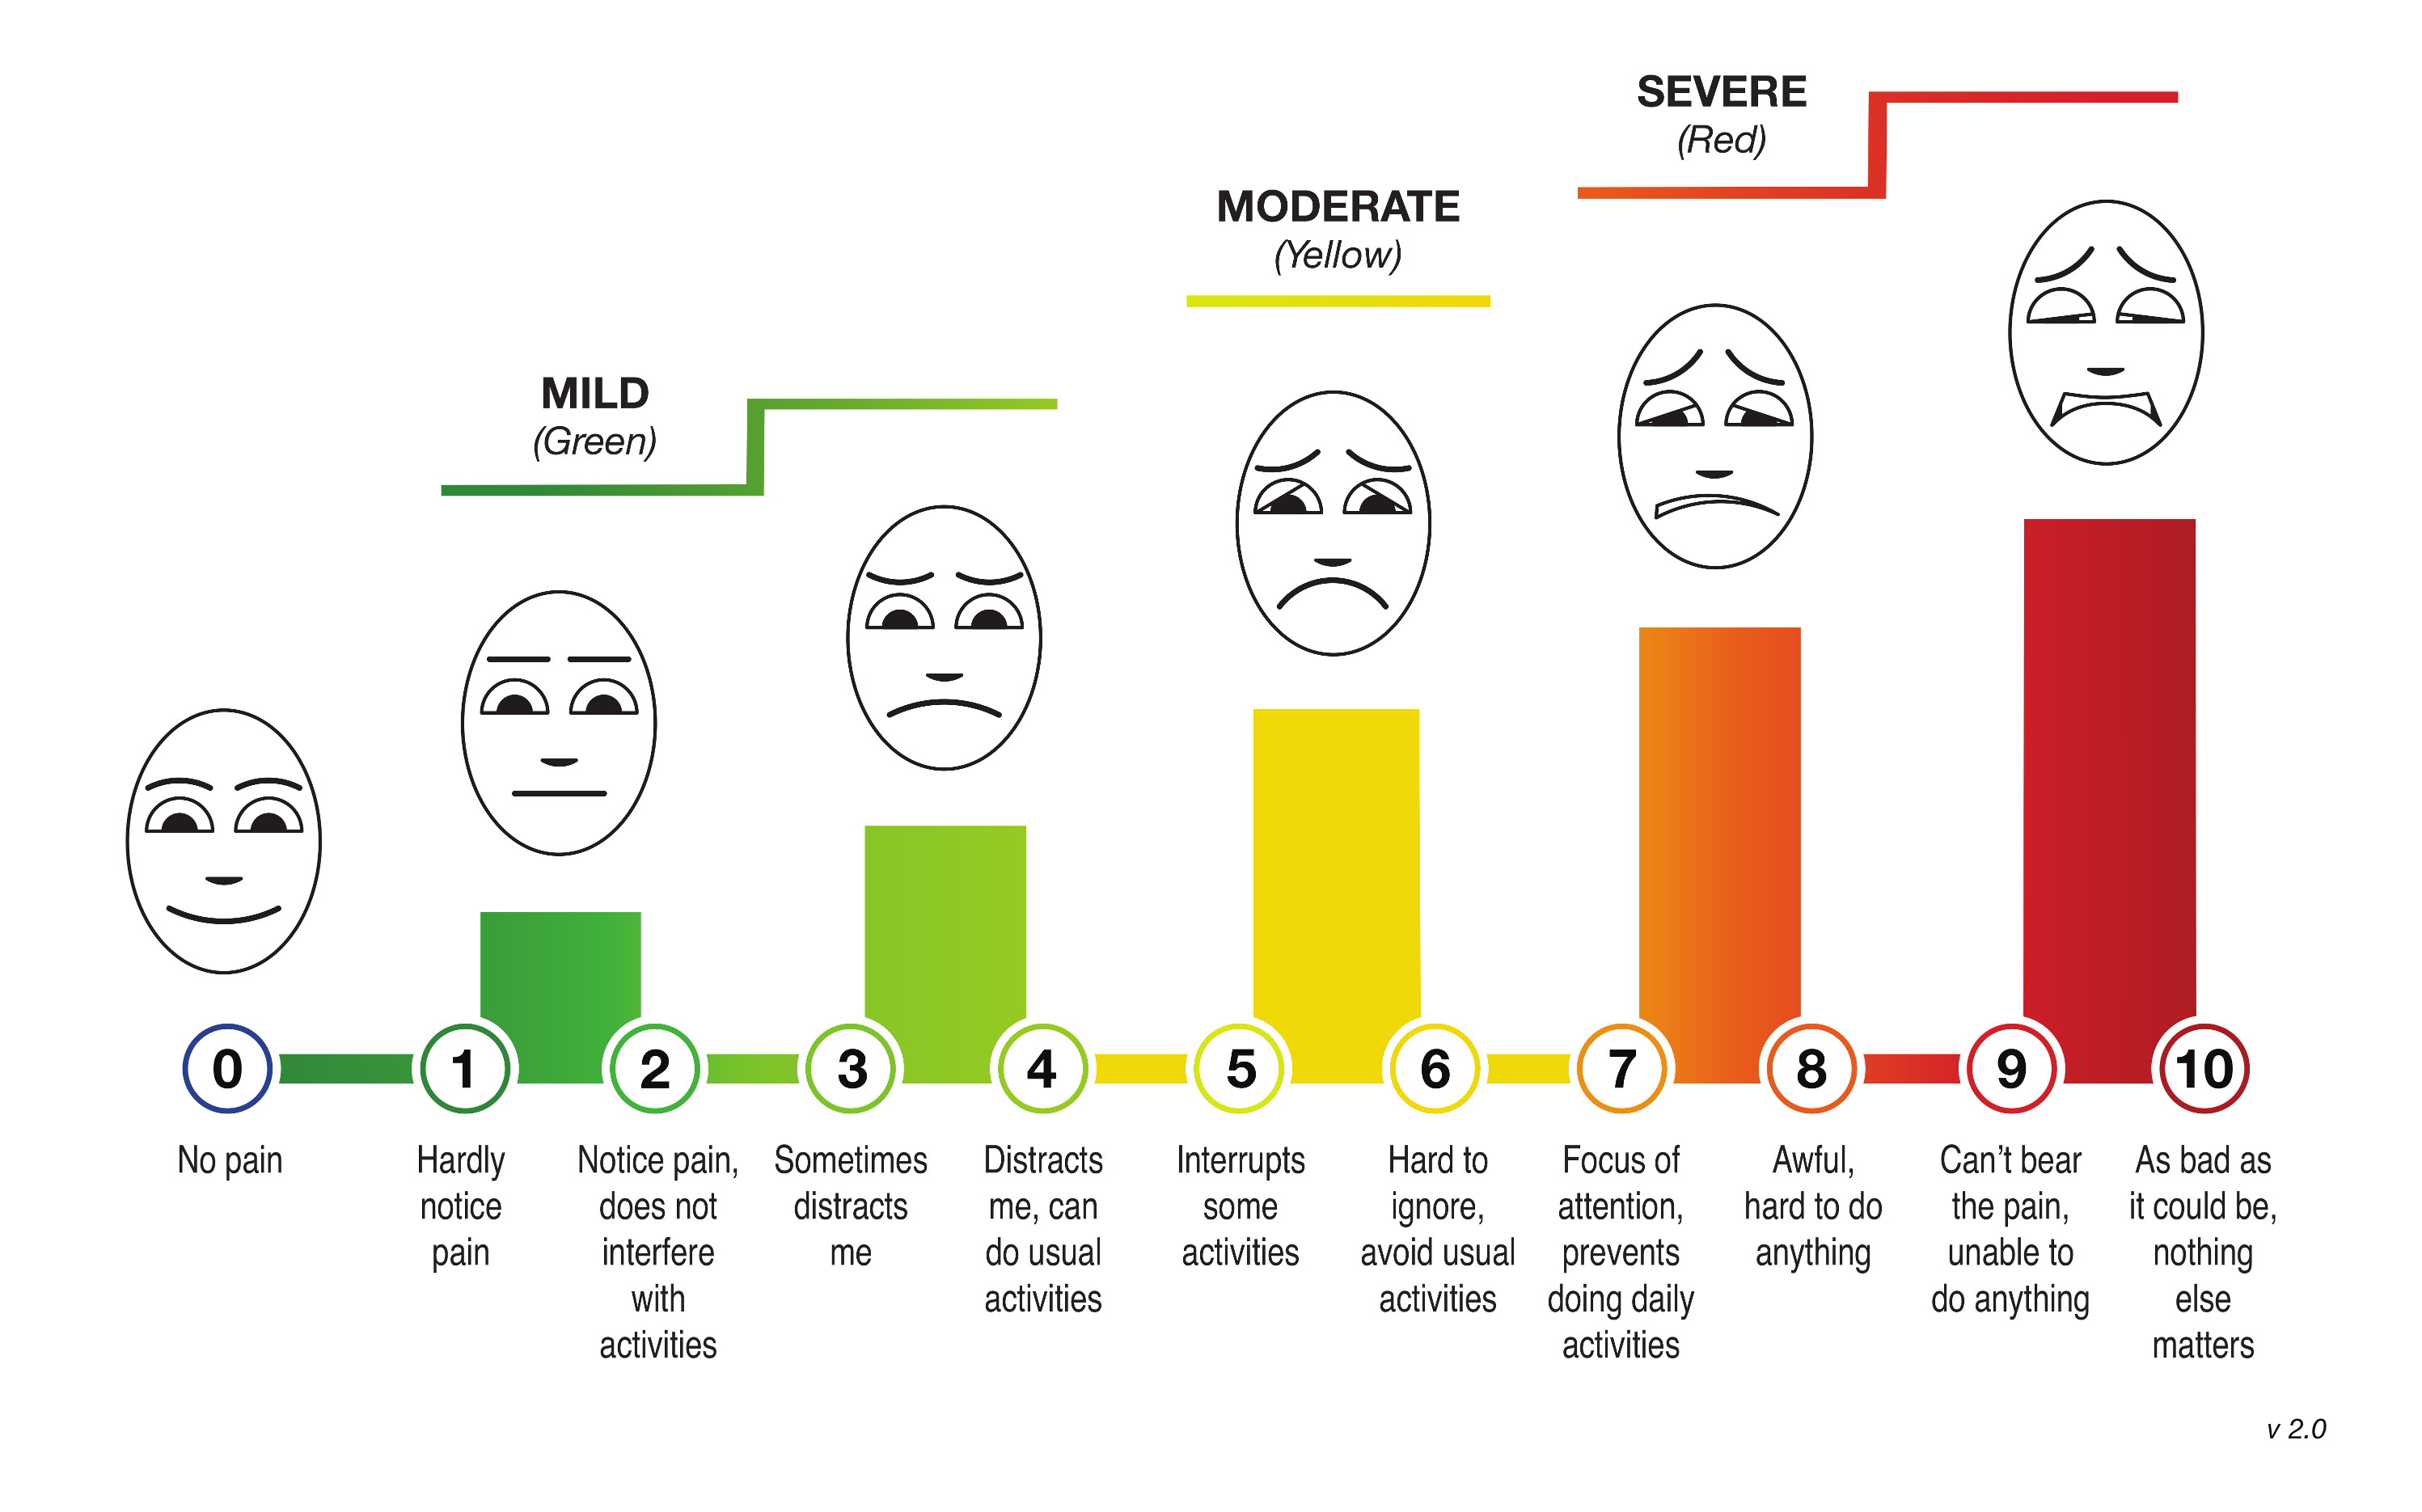 SEVERE
(Red)
MODERATE
(Yellow)
MILD
(Green)
0
1
2
3
4
5
6
7
8
9
10
No pain
Hardly
notice
pain
Notice pain,
does not
interfere
with
activities
Sometimes
distracts
me
Distracts
me, can
do usual
activities
Interrupts
some
activities
Hard to
ignore,
avoid usual
activities
Focus of
attention,
prevents
doing daily
activities
Awful,
hard to do
anything
Can’t bear
the pain,
unable to
do anything
As bad as
it could be,
nothing
else
matters
v 2.0